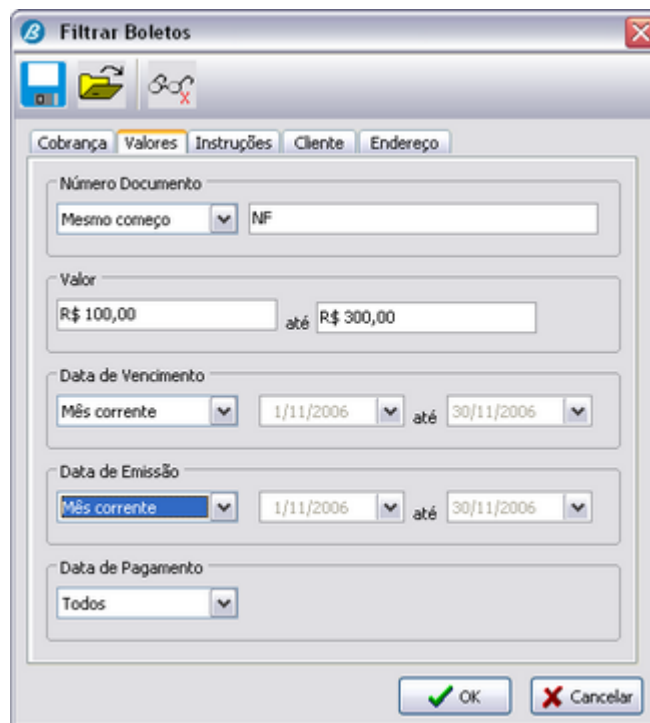 Filtrar Boletos
Cobrança Valores Instruções Cliente Endereço
Número Documento
Mesmo começo NF
Valor
R$ 100,00 até R$ 300,00
Data de Vencimento
Mês corrente 1/11/2006 até 30/11/2006
Data de Emissão
Mês corrente 1/11/2006 até 30/11/2006
Data de Pagamento
Todos
OK Cancelar